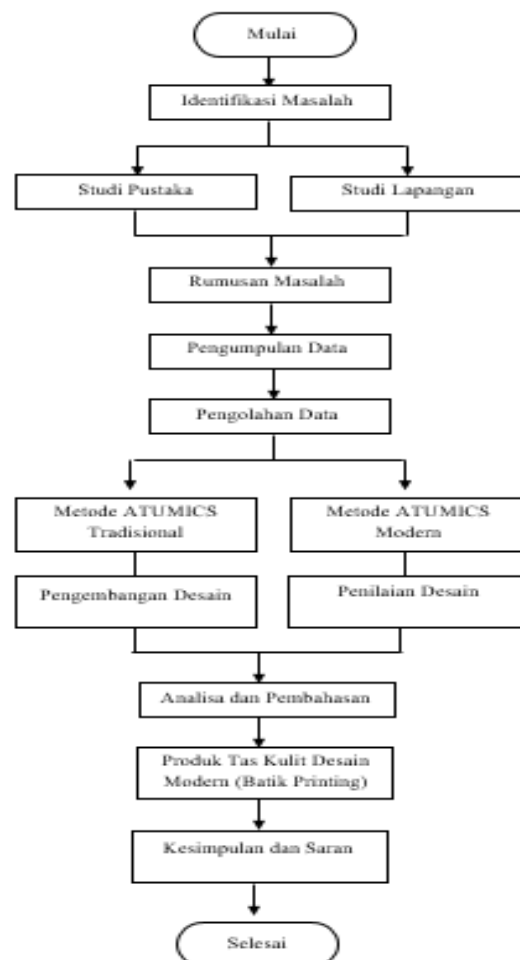 Mulai
Identifikasi Masalah
Studi Pustaka
Studi Lapangan
Rumusan Masalah
Pengumpulan Data
Pengolahan Data
Metode ATUMICS
Tradisional
Metode ATUMICS
Modern
Pengembangan Desain
Penilaian Desain
Analisa dan Pembahasan
Produk Tas Kulit Desain
Modern (Batik Printing)
Kesimpulan dan Saran
Selesai